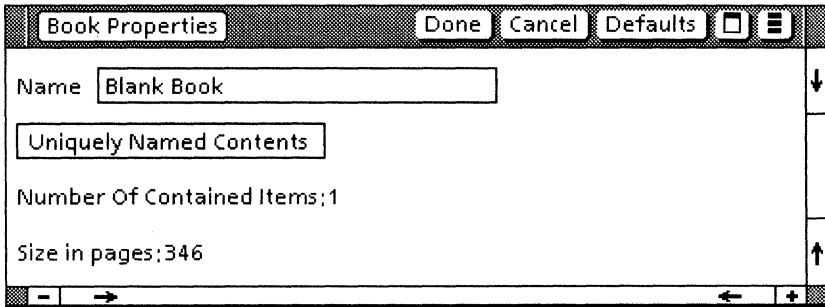 Book Properties Done Cancel Defaults
Name Blank Book
Uniquely Named Contents
Number Of Contained Items:1
Size in pages:346